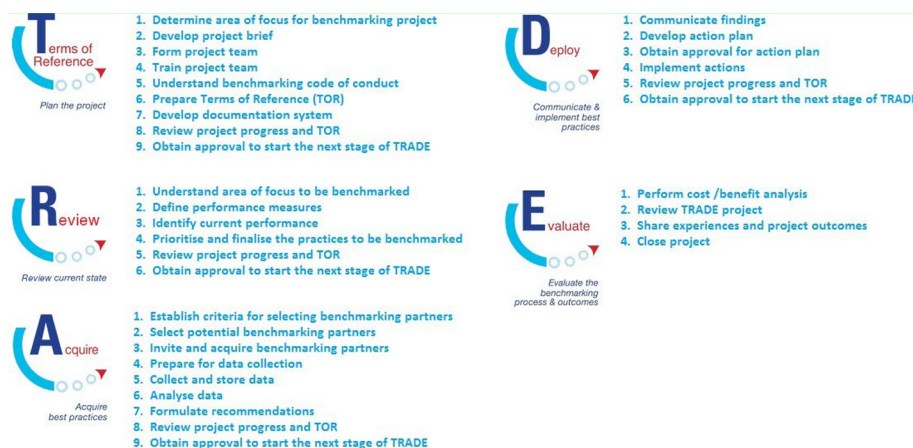 Terms of
Reference
Plan the project
1. Determine area of focus for benchmarking project
2. Develop project brief
3. Form project team
4. Train project team
5. Understand benchmarking code of conduct
6. Prepare Terms of Reference (TOR)
7. Develop documentation system
8. Review project progress and TOR
9. Obtain approval to start the next stage of TRADE
Review
Review current state
1. Understand area of focus to be benchmarked
2. Define performance measures
3. Identify current performance
4. Prioritise and finalise the practices to be benchmarked
5. Review project progress and TOR
6. Obtain approval to start the next stage of TRADE
Acquire
Acquire
best practices
1. Establish criteria for selecting benchmarking partners
2. Select potential benchmarking partners
3. Invite and acquire benchmarking partners
4. Prepare for data collection
5. Collect and store data
6. Analyse data
7. Formulate recommendations
8. Review project progress and TOR
9. Obtain approval to start the next stage of TRADE
Deploy
Communicate &
implement best
practices
1. Communicate findings
2. Develop action plan
3. Obtain approval for action plan
4. Implement actions
5. Review project progress and TOR
6. Obtain approval to start the next stage of TRADE
Evaluate
Evaluate the
benchmarking
process & outcomes
1. Perform cost /benefit analysis
2. Review TRADE project
3. Share experiences and project outcomes
4. Close project